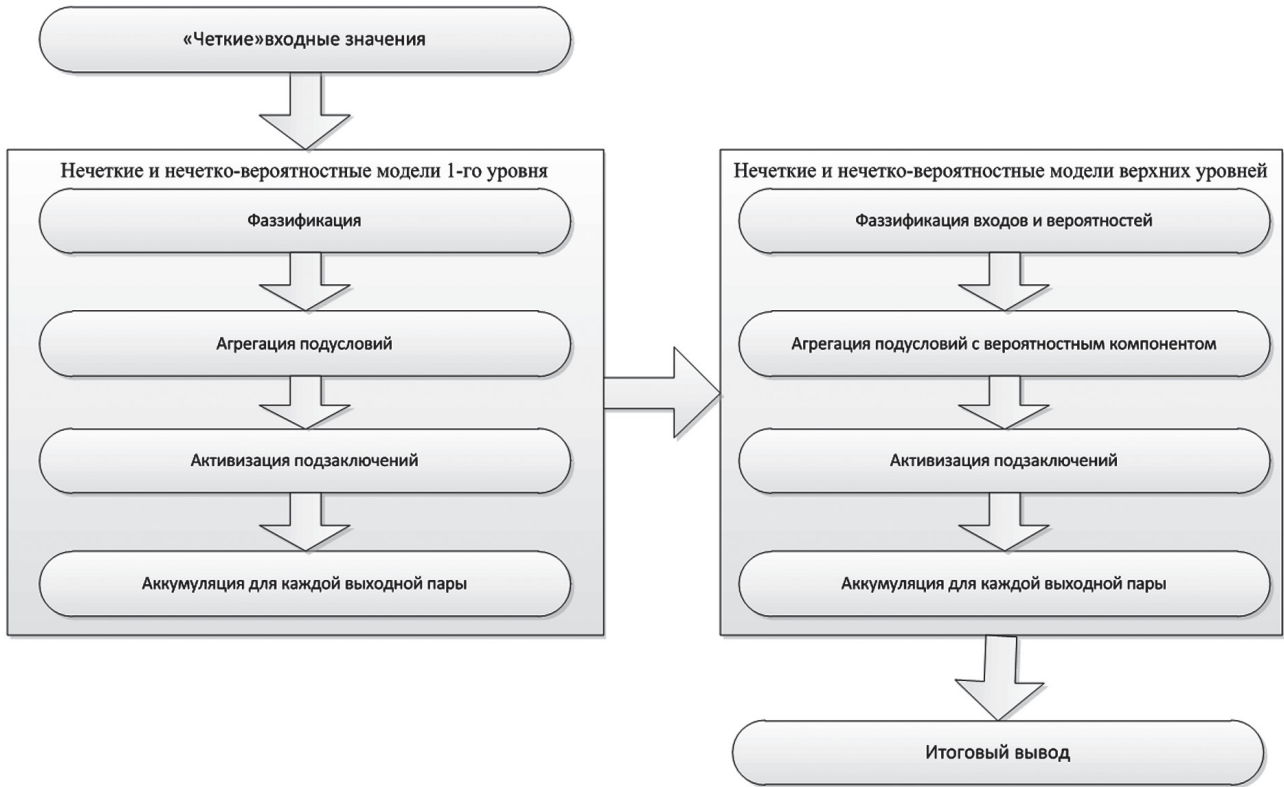 «Четкие»входные значения
Нечеткие и нечетко-вероятностные модели 1-го уровня
Фаззификация
Агрегация подусловий
Активизация подзаключений
Аккумуляция для каждой выходной пары
Нечеткие и нечетко-вероятностные модели верхних уровней
Фаззификация входов и вероятностей
Агрегация подусловий с вероятностным компонентом
Активизация подзаключений
Аккумуляция для каждой выходной пары
Итоговый вывод